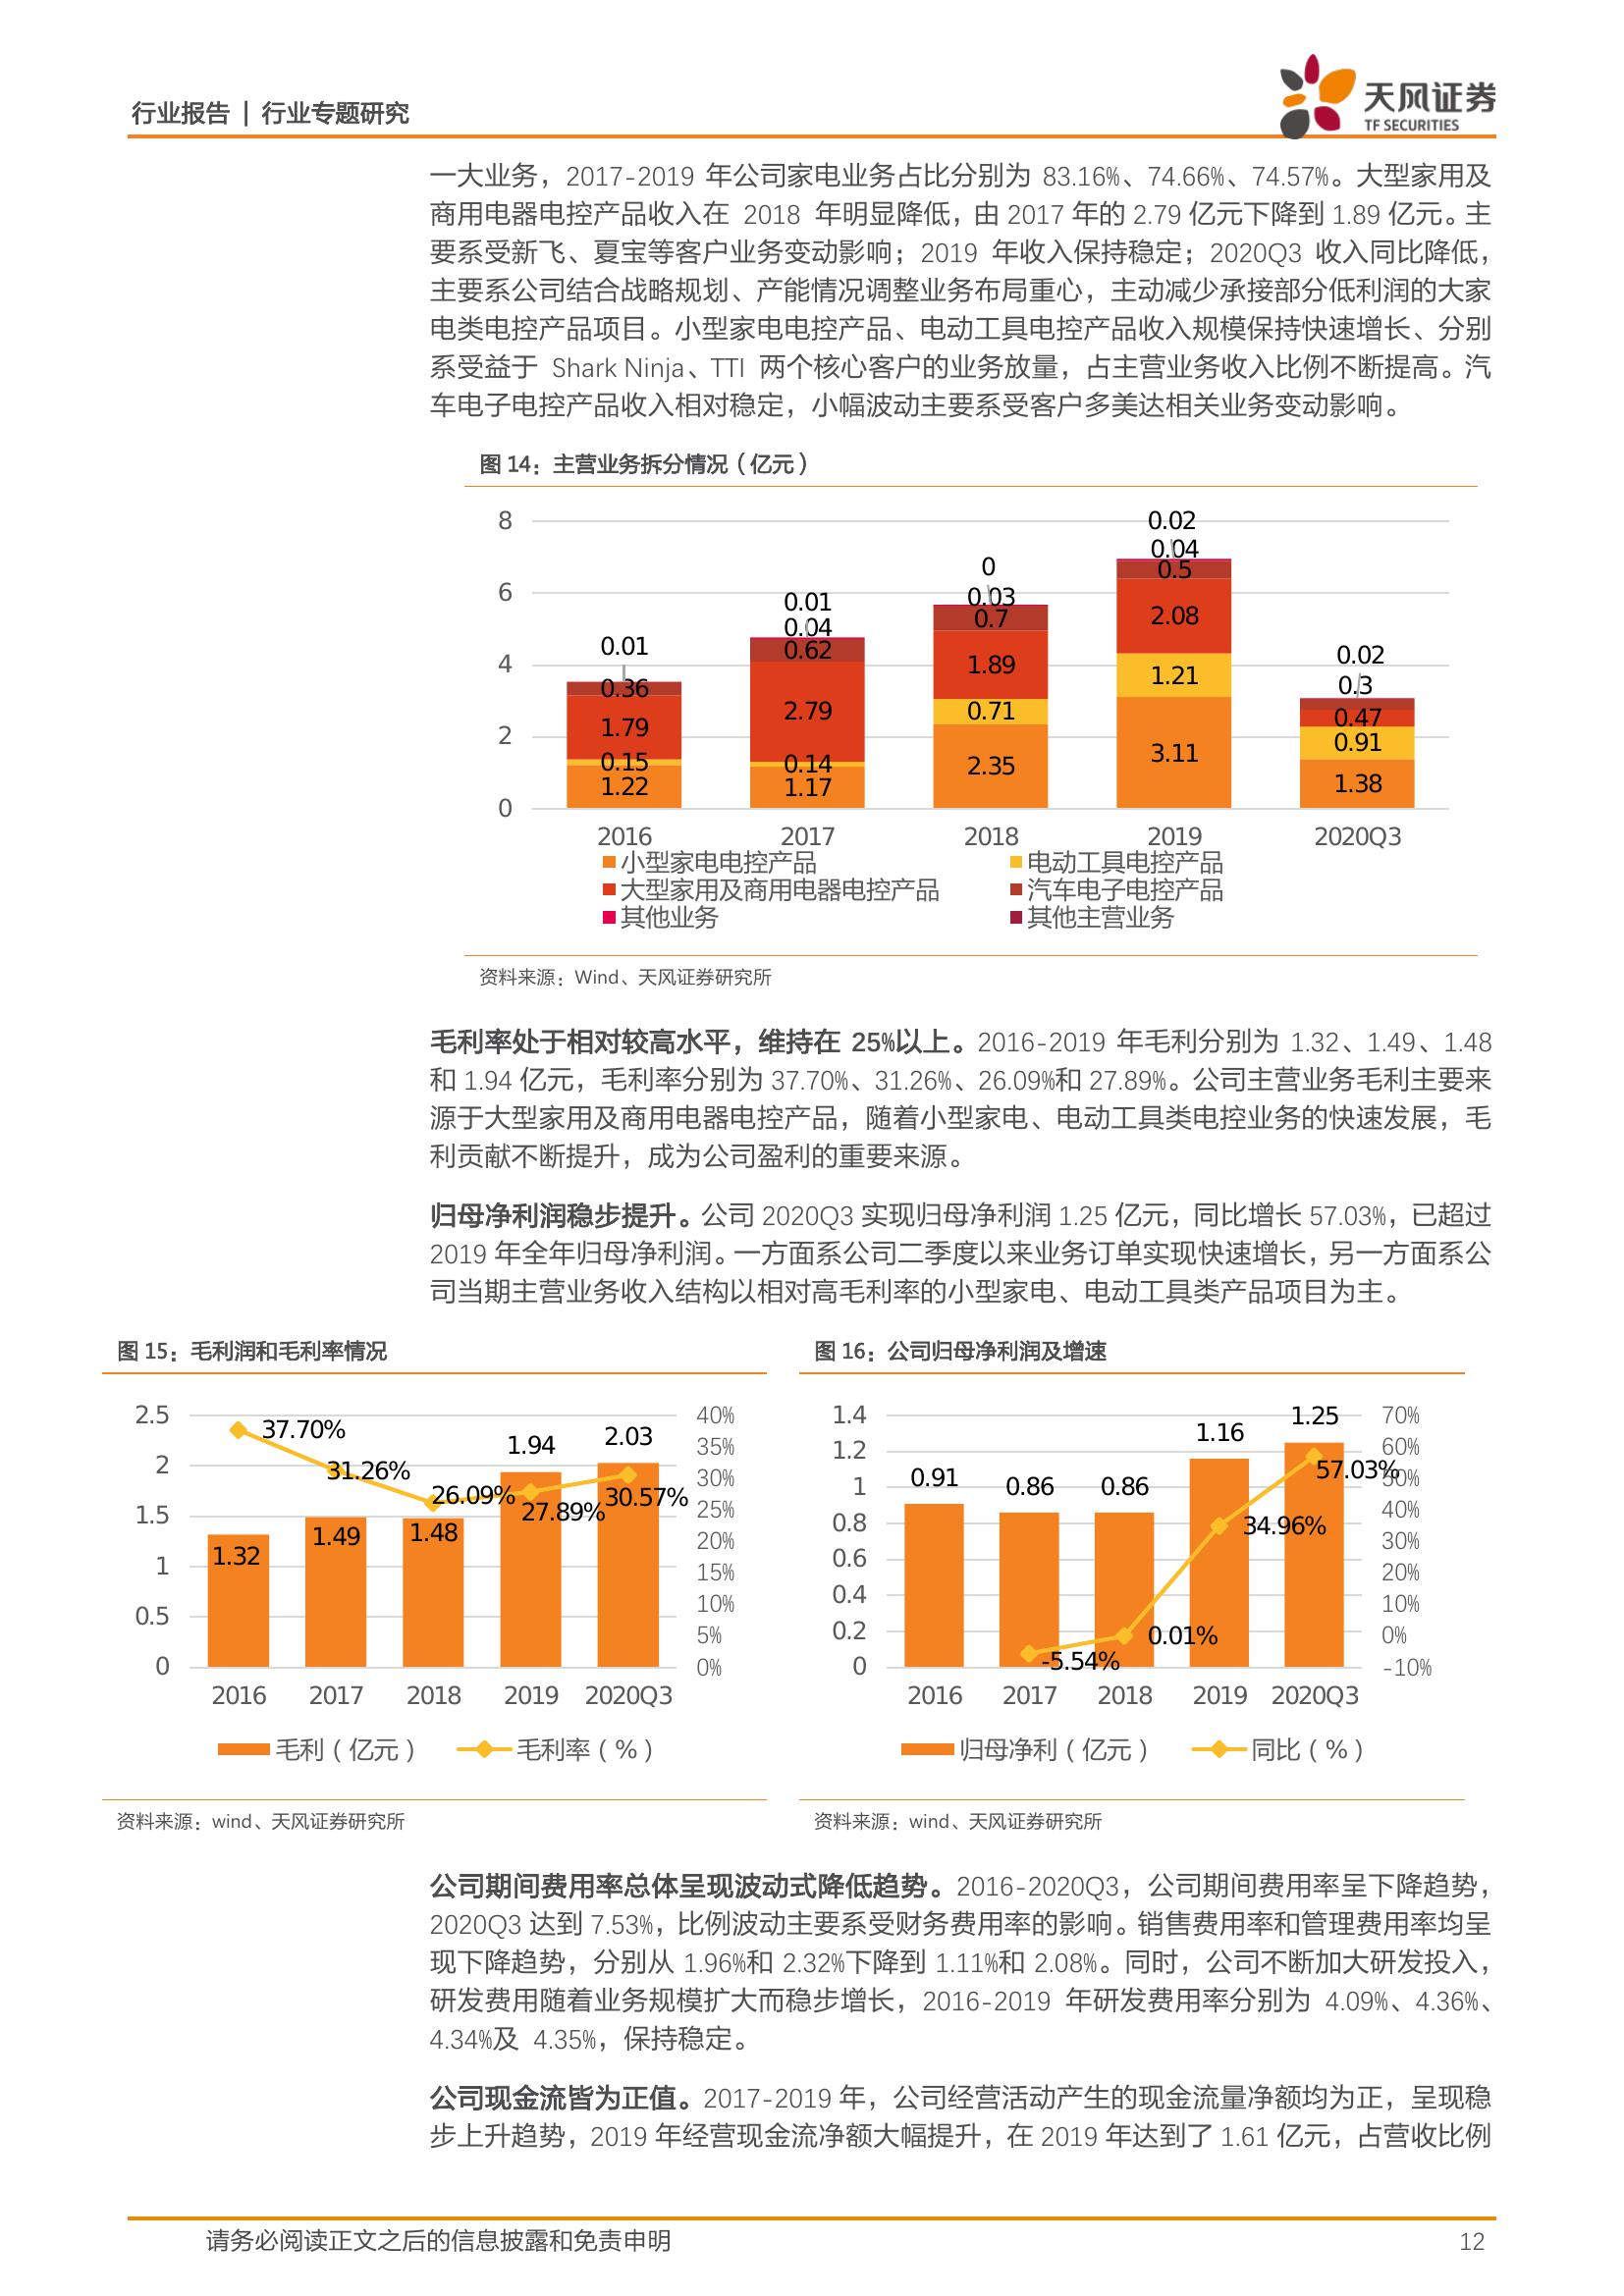 行业报告 | 行业专题研究
天风证券
TF SECURITIES
一大业务，2017-2019 年公司家电业务占比分别为 83.16%、74.66%、74.57%。大型家用及
商用电器电控产品收入在 2018 年明显降低，由 2017 年的 2.79 亿元下降到 1.89 亿元。主
要系受新飞、夏宝等客户业务变动影响；2019 年收入保持稳定；2020Q3 收入同比降低，
主要系公司结合战略规划、产能情况调整业务布局重心，主动减少承接部分低利润的大家
电类电控产品项目。小型家电电控产品、电动工具电控产品收入规模保持快速增长、分别
系受益于 Shark Ninja、TTI 两个核心客户的业务放量，占主营业务收入比例不断提高。汽
车电子电控产品收入相对稳定，小幅波动主要系受客户多美达相关业务变动影响。
图 14：主营业务拆分情况（亿元）
8
6
4
2
0
0.01
0.36
1.79
0.15
1.22
0.01
0.04
0.62
2.79
0.14
1.17
0
0.03
0.7
1.89
0.71
2.35
0.02
0.04
0.5
2.08
1.21
3.11
0.02
0.3
0.47
0.91
1.38
2016 2017 2018 2019 2020Q3
小型家电电控产品 电动工具电控产品
大型家用及商用电器电控产品 汽车电子电控产品
其他业务 其他主营业务
资料来源：Wind、天风证券研究所
毛利率处于相对较高水平，维持在 25%以上。2016-2019 年毛利分别为 1.32、1.49、1.48
和 1.94 亿元，毛利率分别为 37.70%、31.26%、26.09%和 27.89%。公司主营业务毛利主要来
源于大型家用及商用电器电控产品，随着小型家电、电动工具类电控业务的快速发展，毛
利贡献不断提升，成为公司盈利的重要来源。
归母净利润稳步提升。公司 2020Q3 实现归母净利润 1.25 亿元，同比增长 57.03%，已超过
2019 年全年归母净利润。一方面系公司二季度以来业务订单实现快速增长，另一方面系公
司当期主营业务收入结构以相对高毛利率的小型家电、电动工具类产品项目为主。
图 15：毛利润和毛利率情况
2.5
2
1.5
1
0.5
0
37.70%
31.26%
26.09%
27.89%
30.57%
1.32
1.49
1.48
1.94
2.03
40%
35%
30%
25%
20%
15%
10%
5%
0%
2016 2017 2018 2019 2020Q3
毛利（亿元） 毛利率（%）
资料来源：wind、天风证券研究所
图 16：公司归母净利润及增速
1.4
1.2
1
0.8
0.6
0.4
0.2
0
0.91
0.86
0.86
1.16
1.25
-5.54%
0.01%
34.96%
57.03%
70%
60%
50%
40%
30%
20%
10%
0%
-10%
2016 2017 2018 2019 2020Q3
归母净利（亿元） 同比（%）
资料来源：wind、天风证券研究所
公司期间费用率总体呈现波动式降低趋势。2016-2020Q3，公司期间费用率呈下降趋势，
2020Q3 达到 7.53%，比例波动主要系受财务费用率的影响。销售费用率和管理费用率均呈
现下降趋势，分别从 1.96%和 2.32%下降到 1.11%和 2.08%。同时，公司不断加大研发投入，
研发费用随着业务规模扩大而稳步增长，2016-2019 年研发费用率分别为 4.09%、4.36%、
4.34%及 4.35%，保持稳定。
公司现金流皆为正值。2017-2019 年，公司经营活动产生的现金流量净额均为正，呈现稳
步上升趋势，2019 年经营现金流净额大幅提升，在 2019 年达到了 1.61 亿元，占营收比例
请务必阅读正文之后的信息披露和免责申明
12